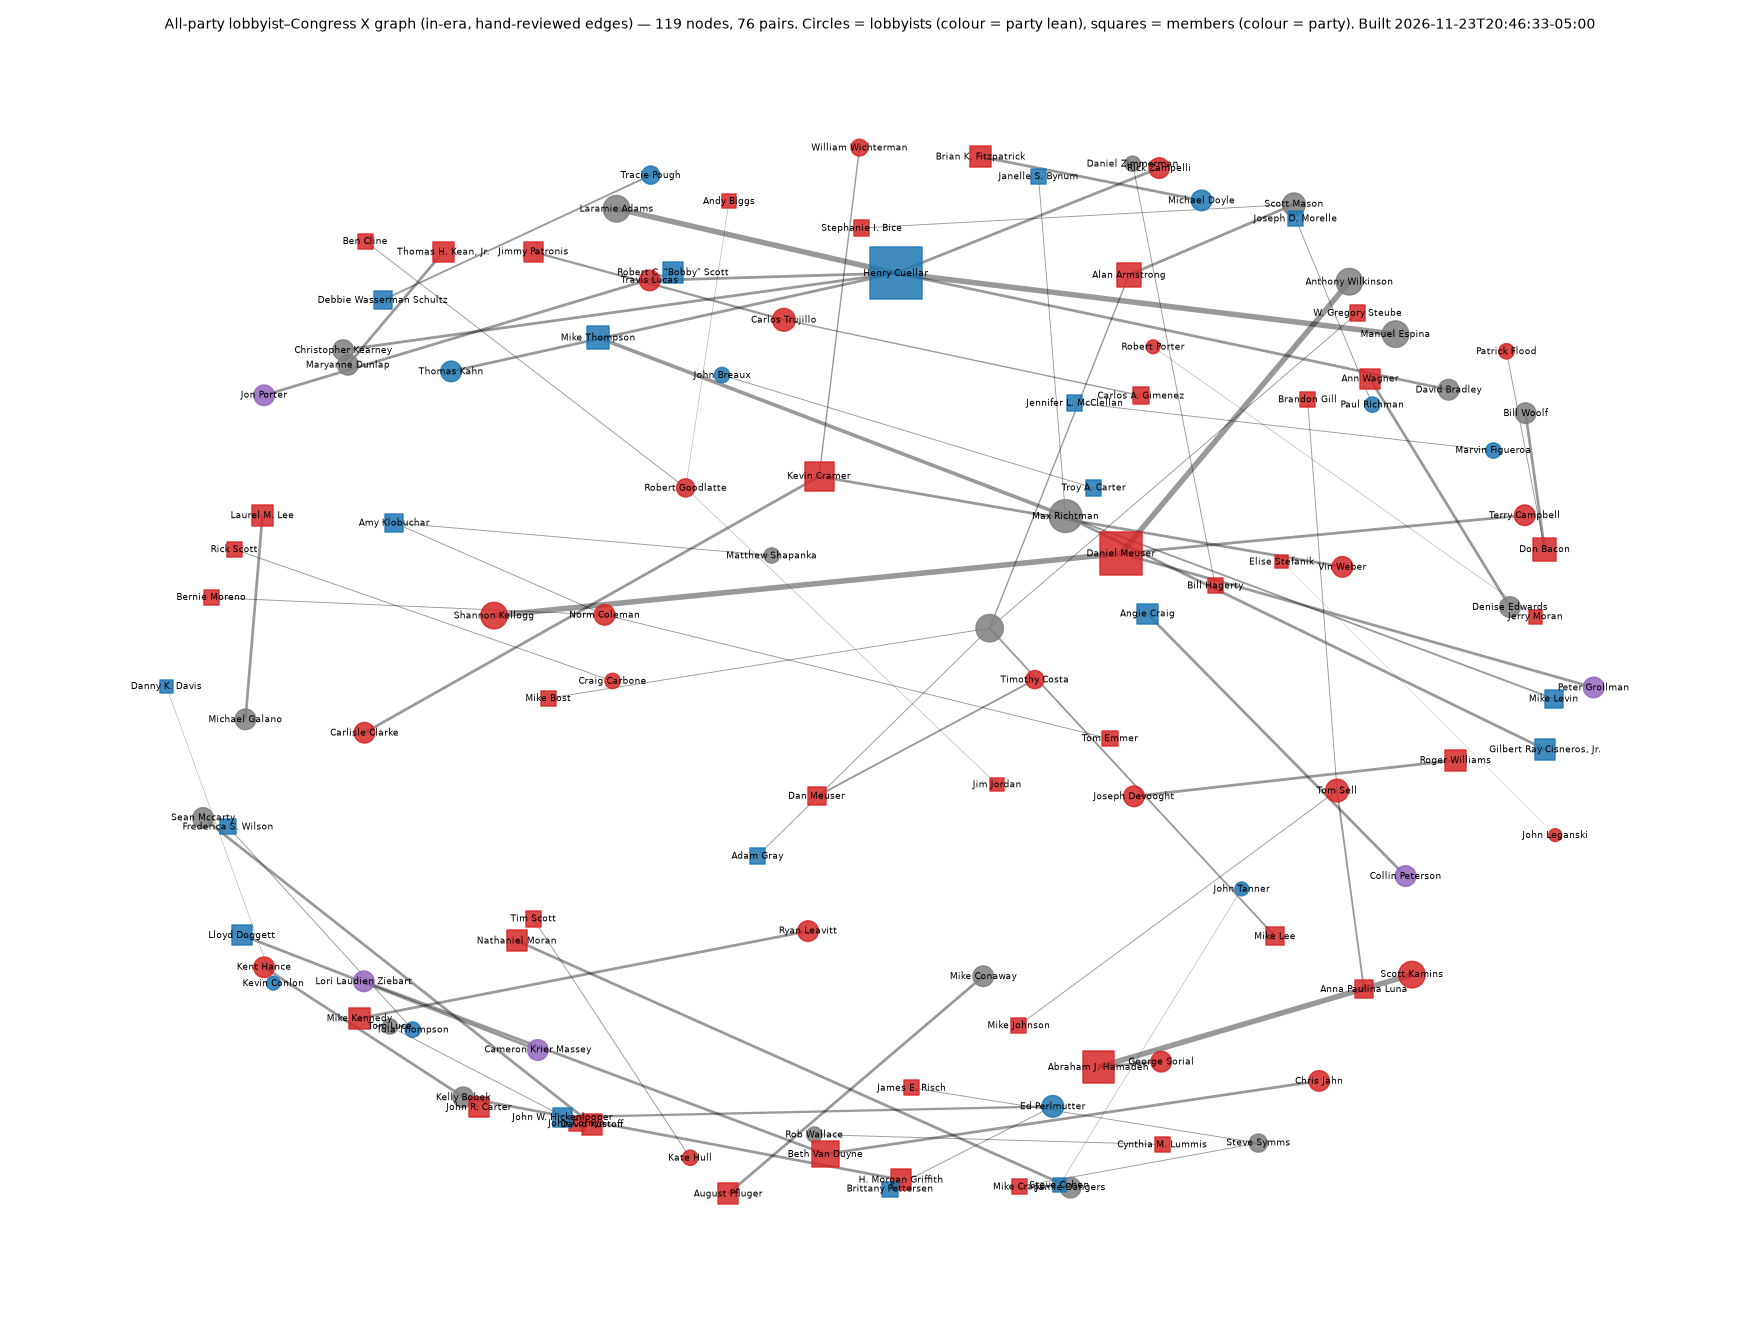 All-party lobbyist–Congress X graph (in-era, hand-reviewed edges) — 119 nodes, 76 pairs. Circles = lobbyists (colour = party lean), squares = members (colour = party). Built 2026-11-23T20:46:33-05:00
William Wichterman
Brian K. Fitzpatrick
Daniel Zimmerman
Rick Zampelli
Tracie Pough
Janelle S. Bynum
Andy Biggs
Michael Doyle
Scott Mason
Laramie Adams
Joseph D. Morelle
Stephanie I. Bice
Ben Cline
Thomas H. Kean, Jr.
Jimmy Patronis
Robert C. "Bobby" Scott
Travis Lucas
Henry Cuellar
Alan Armstrong
Anthony Wilkinson
Debbie Wasserman Schultz
W. Gregory Steube
Carlos Trujillo
Manuel Espina
Mike Thompson
Robert Porter
Christopher Kearney
Patrick Flood
Maryanne Dunlap
Thomas Kahn
John Breaux
Ann Wagner
David Bradley
Jon Porter
Carlos A. Gimenez
Jennifer L. McClellan
Brandon Gill
Paul Richman
Bill Woolf
Marvin Figueroa
Kevin Cramer
Robert Goodlatte
Troy A. Carter
Laurel M. Lee
Max Richtman
Terry Campbell
Amy Klobuchar
Rick Scott
Matthew Shapanka
Daniel Meuser
Don Bacon
Elise Stefanik
Vin Weber
Bill Hagerty
Bernie Moreno
Shannon Kellogg
Norm Coleman
Angie Craig
Denise Edwards
Jerry Moran
Danny K. Davis
Craig Carbone
Timothy Costa
Peter Grollman
Mike Bost
Mike Levin
Michael Galano
Carlisle Clarke
Tom Emmer
Gilbert Ray Cisneros, Jr.
Roger Williams
Jim Jordan
Dan Meuser
Joseph Devooght
Tom Sell
Sean Mccarty
Frederica S. Wilson
John Leganski
Adam Gray
Collin Peterson
John Tanner
Tim Scott
Lloyd Doggett
Nathaniel Moran
Ryan Leavitt
Mike Lee
Kent Hance
Kevin Conlon
Lori Laudien Ziebart
Mike Conaway
Scott Kamins
Anna Paulina Luna
Mike Kennedy
Tom Luce
Thompson
Mike Johnson
Cameron Krier Massey
George Sorial
Abraham J. Hamadeh
Chris Jahn
James E. Risch
Kelly Bobek
John R. Carter
Ed Perlmutter
John W. Hickenlooper
David Kustoff
Rob Wallace
Cynthia M. Lummis
Steve Symms
Beth Van Duyne
Kate Hull
H. Morgan Griffith
Brittany Pettersen
August Pfluger
Mike
Steve Cohen
Dangers